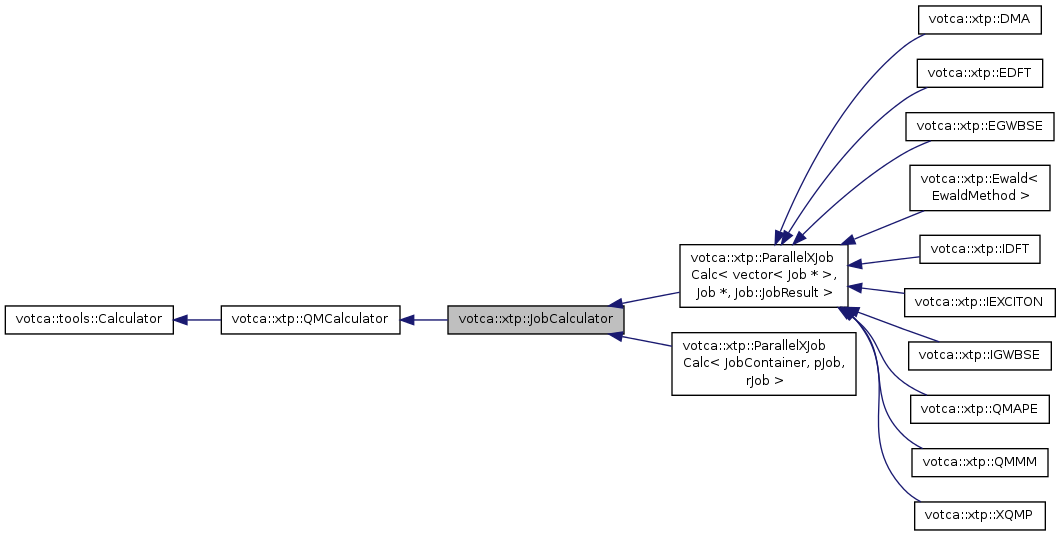 votca::tools::Calculator
votca::xtp::QMCalculator
votca::xtp::JobCalculator
votca::xtp::ParallelXJob
Calc< vector< Job * >,
Job *, Job::JobResult >
votca::xtp::ParallelXJob
Calc< JobContainer, pJob,
rJob >
votca::xtp::DMA
votca::xtp::EDFT
votca::xtp::EGWBSE
votca::xtp::Ewald<
EwaldMethod >
votca::xtp::IDFT
votca::xtp::IEXCITON
votca::xtp::IGWBSE
votca::xtp::QMAPE
votca::xtp::QMMM
votca::xtp::XQMP